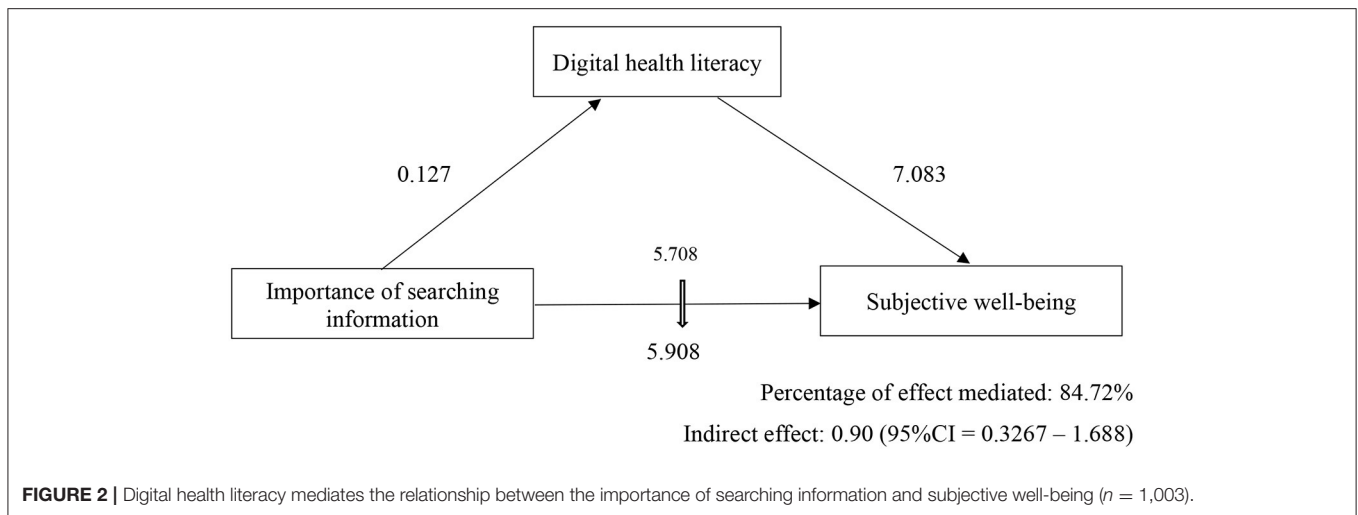 Digital health literacy
0.127
7.083
5.708
Importance of searching
information
Subjective well-being
5.908
Percentage of effect mediated: 84.72%
Indirect effect: 0.90 (95%CI = 0.3267 – 1.688)
FIGURE 2 | Digital health literacy mediates the relationship between the importance of searching information and subjective well-being (n = 1,003).